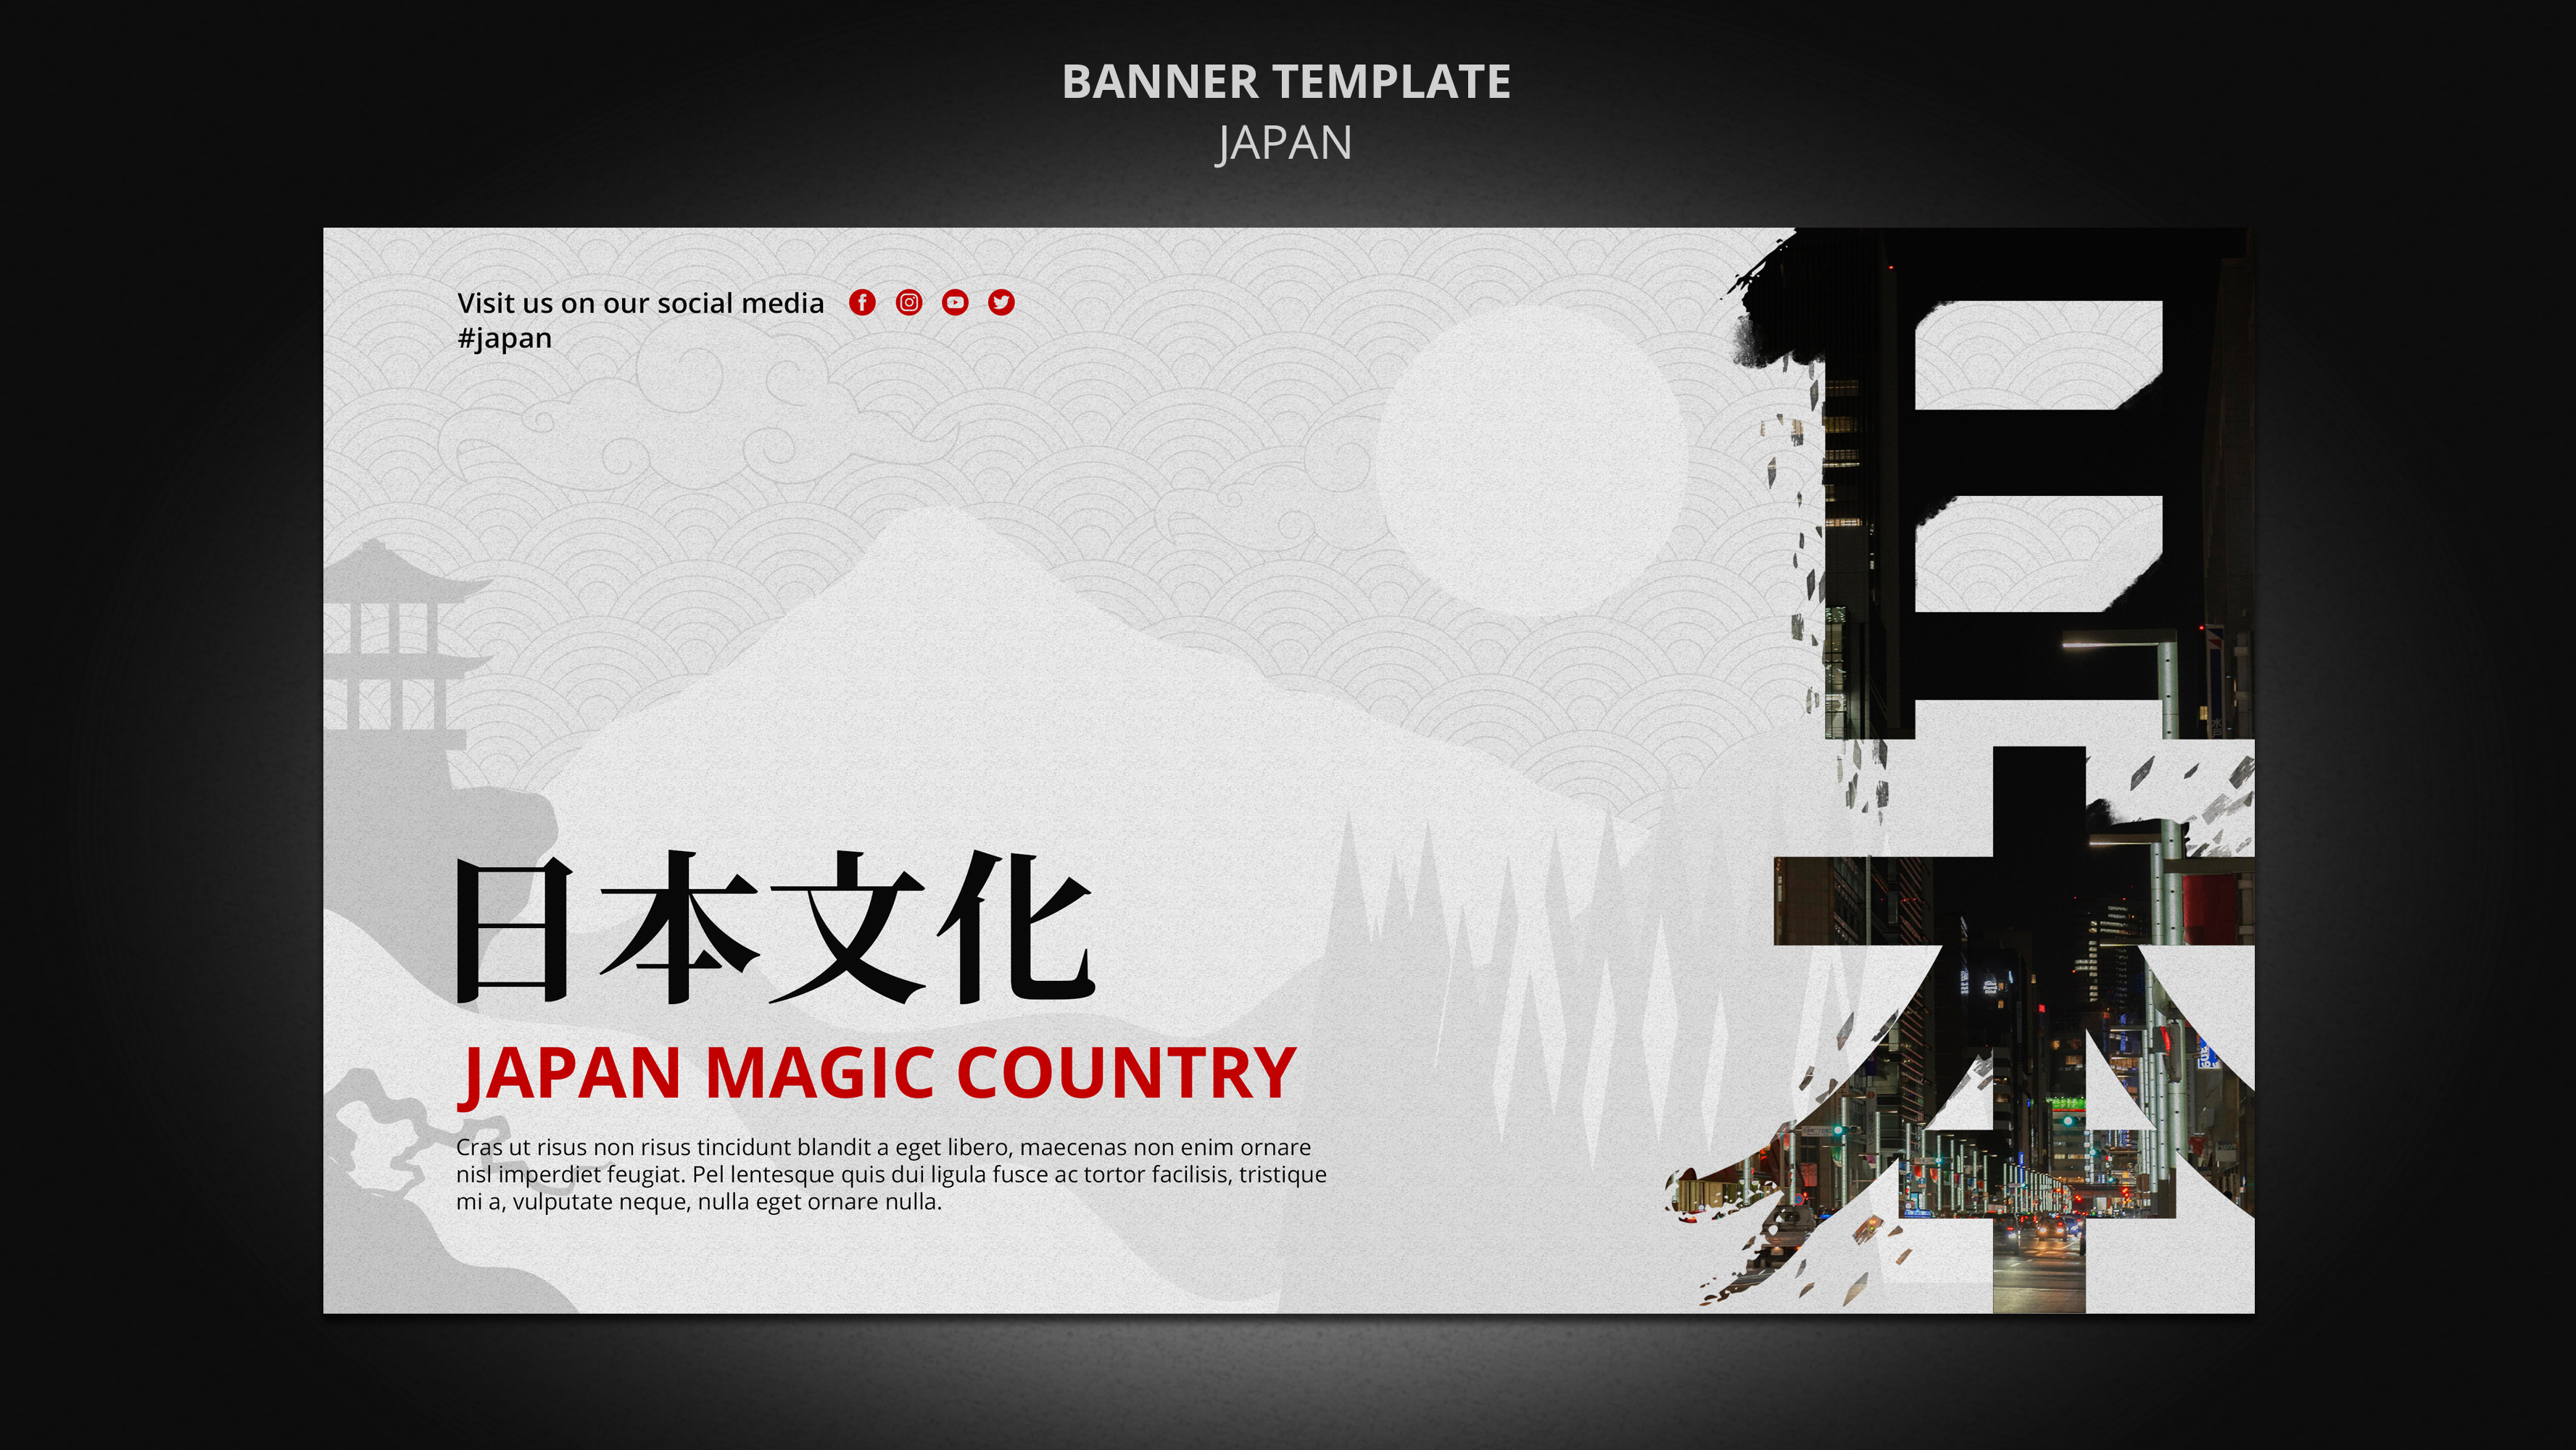 BANNER TEMPLATE
JAPAN
Visit us on our social media
#japan
日本
日本文化
JAPAN MAGIC COUNTRY
Cras ut risus non risus tincidunt blandit a eget libero, maecenas non enim ornare
nisl imperdiet feugiat. Pel lentesque quis dui ligula fusce ac tortor facilisis, tristique
mi a, vulputate neque, nulla eget ornare nulla.